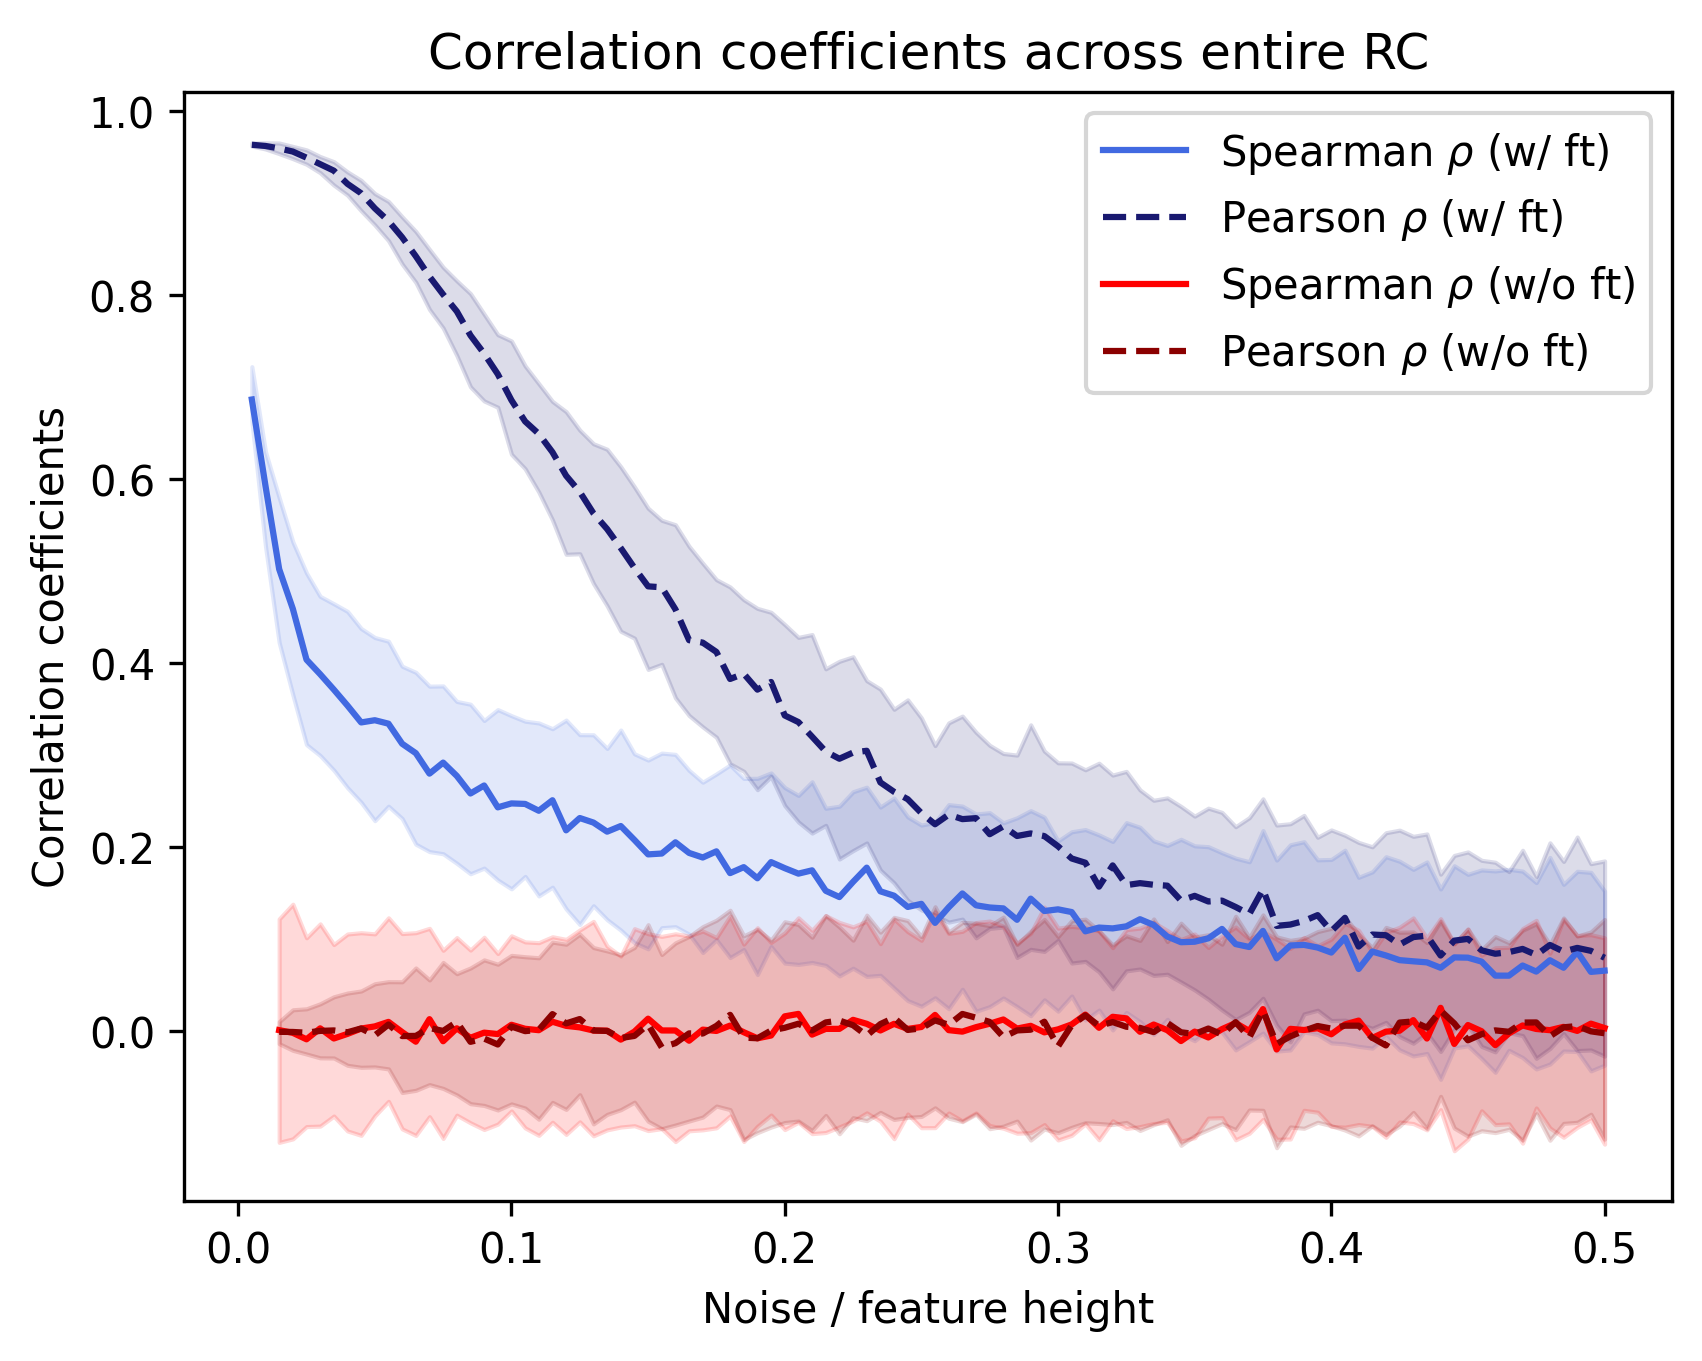 Correlation coefficients across entire RC
Correlation coefficients
1.0
0.8
0.6
0.4
0.2
0.0
Spearman ρ (w/ ft)
Pearson ρ (w/ ft)
Spearman ρ (w/o ft)
Pearson ρ (w/o ft)
0.0 0.1 0.2 0.3 0.4 0.5
Noise / feature height